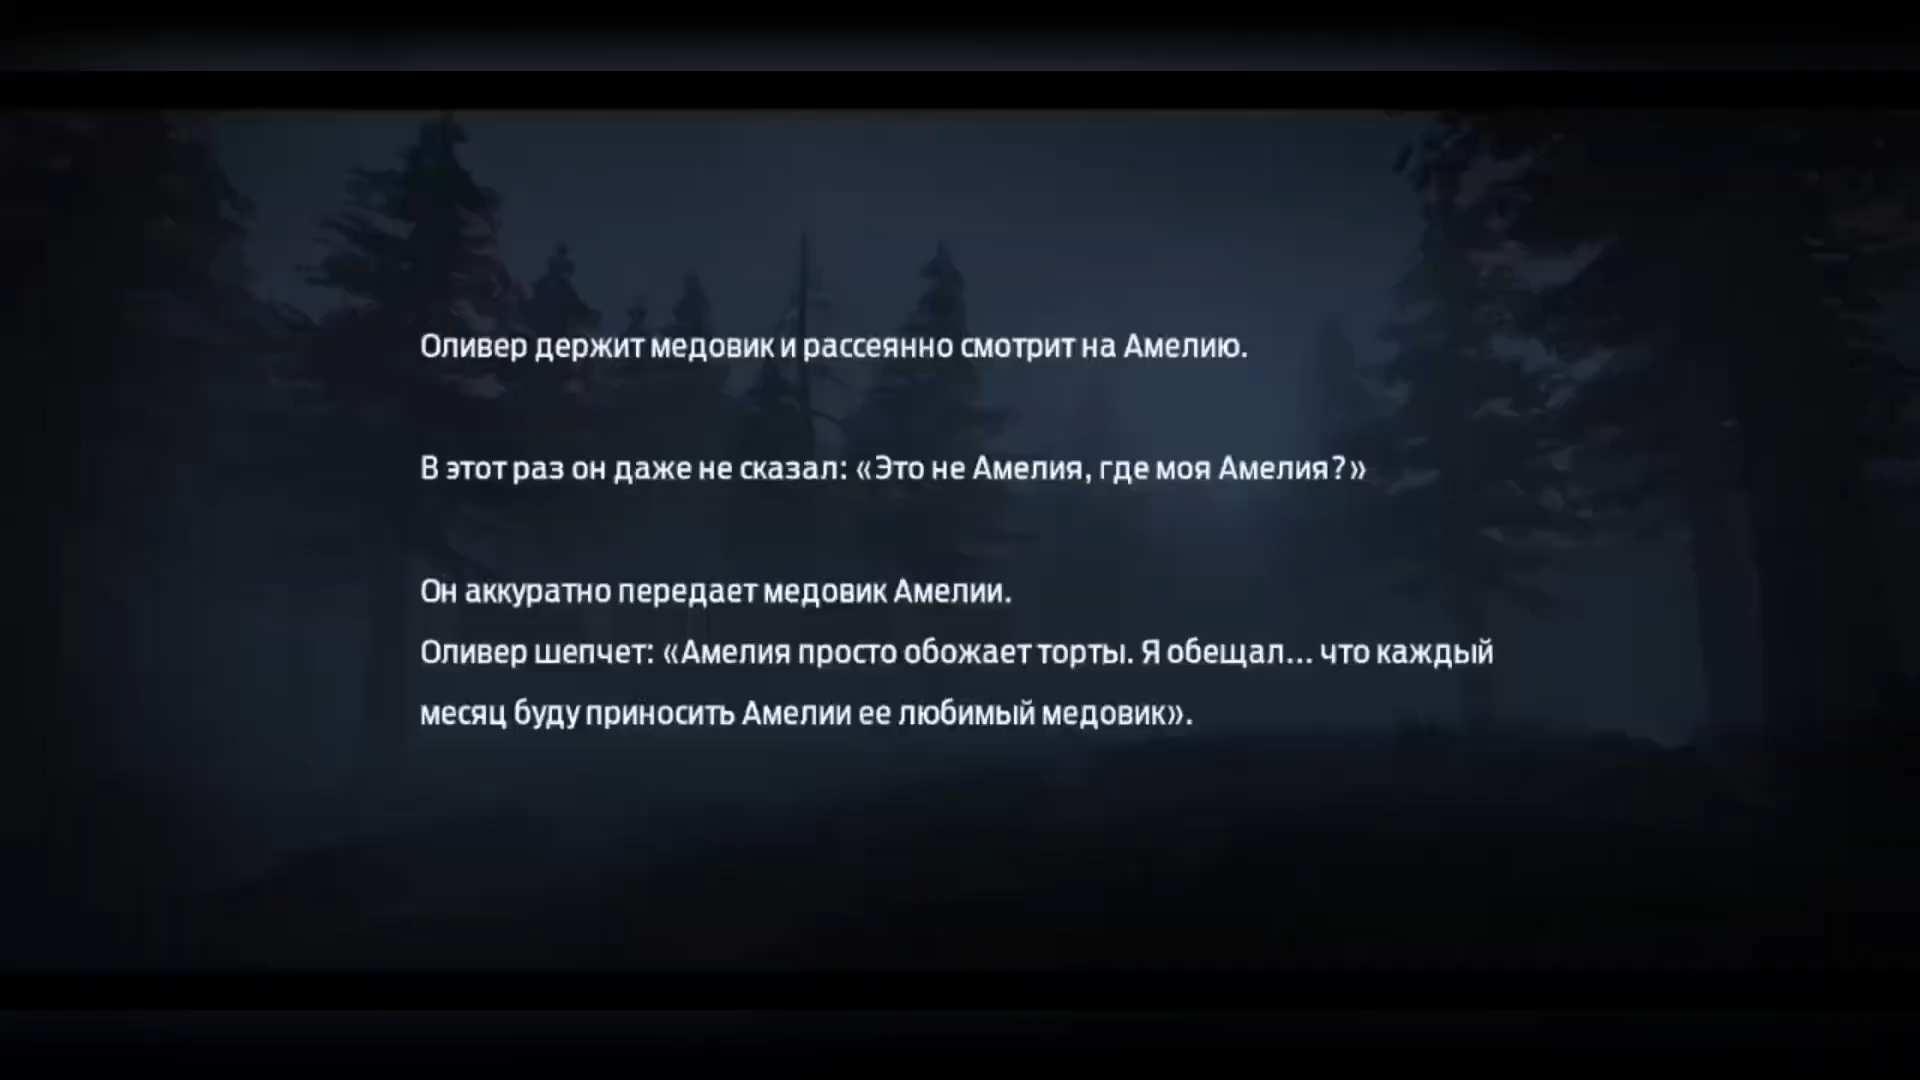 Оливер держит медовик и рассеянно смотрит на Амелию.
В этот раз он даже не сказал: «Это не Амелия, где моя Амелия?»
Он аккуратно передает медовик Амелии.
Оливер шепчет: «Амелия просто обожает торты. Я обещал... что каждый
месяц буду приносить Амелии ее любимый медовик».